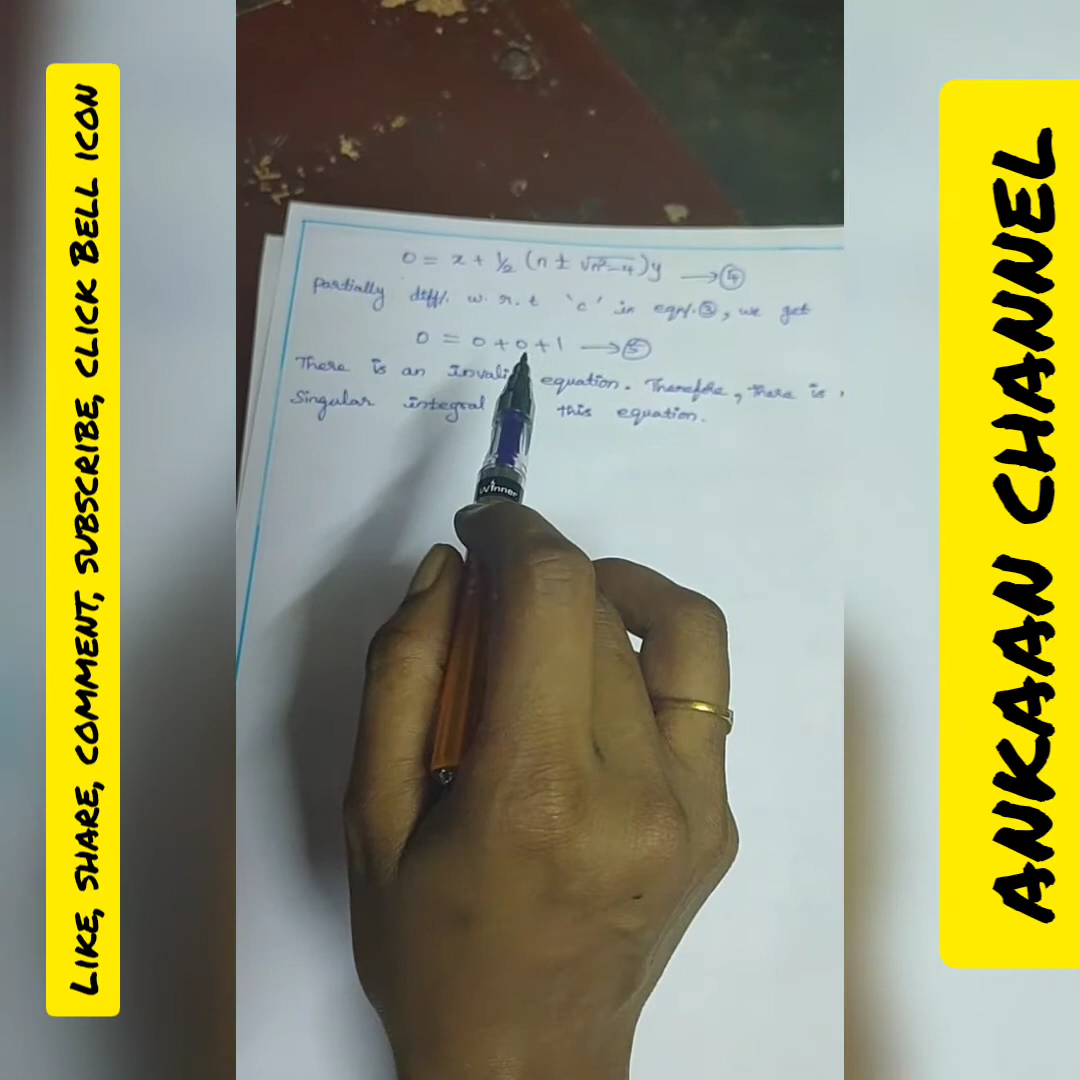 LIKE, SHARE, COMMENT, SUBSCRIBE, CLICK BELL ICON
0 = x + 1/2 (n ± √n²-4)y → ④
Partially diff/. w. r. t 'c' in eqn/.③, we get
0 = 0 + 0 + 1 → ⑤
There is an Invali equation. Therefore, there is
Singular integral this equation.
Winner
ANKAAN CHANNEL